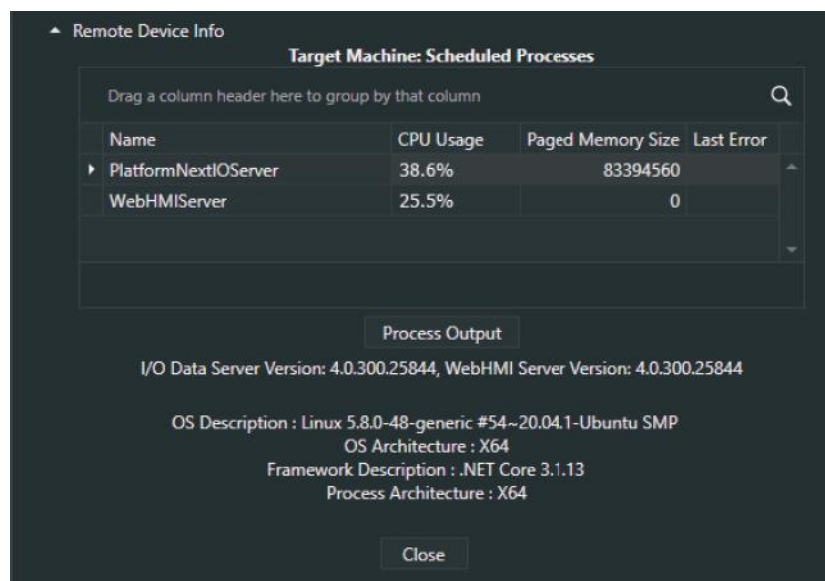 Remote Device Info
Target Machine: Scheduled Processes
Drag a column header here to group by that column
Name CPU Usage Paged Memory Size Last Error
PlatformNextIOServer 38.6% 83394560
WebHMIServer 25.5% 0
Process Output
I/O Data Server Version: 4.0.300.25844, WebHMI Server Version: 4.0.300.25844
OS Description : Linux 5.8.0-48-generic #54~20.04.1-Ubuntu SMP
OS Architecture : X64
Framework Description : .NET Core 3.1.13
Process Architecture : X64
Close